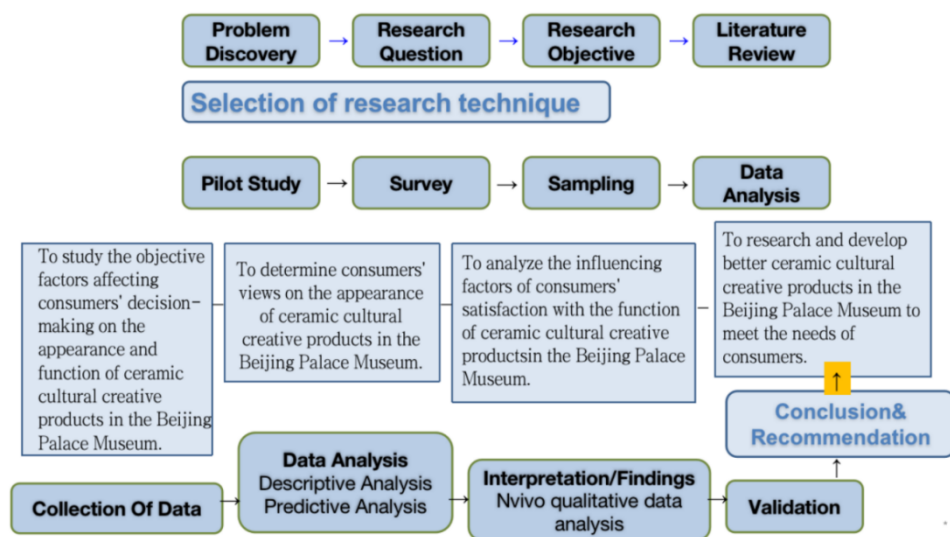 Problem
Discovery
→
Research
Question
→
Research
Objective
→
Literature
Review
Selection of research technique
Pilot Study
→
Survey
→
Sampling
→
Data
Analysis
To study the objective
factors affecting
consumers' decision-
making on the
appearance and
function of ceramic
cultural creative
products in the Beijing
Palace Museum.
To determine consumers'
views on the appearance
of ceramic cultural
creative products in the
Beijing Palace Museum.
To analyze the influencing
factors of consumers'
satisfaction with the function
of ceramic cultural creative
productsin the Beijing Palace
Museum.
To research and develop
better ceramic cultural
creative products in the
Beijing Palace Museum to
meet the needs of
consumers.
↑
Conclusion&
Recommendation
↑
Collection Of Data
→
Data Analysis
Descriptive Analysis
Predictive Analysis
→
Interpretation/Findings
Nvivo qualitative data
analysis
→
Validation
.